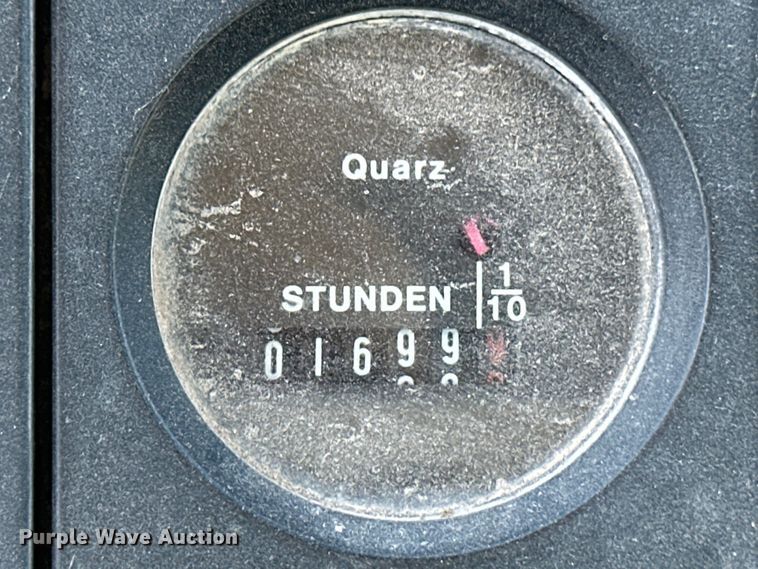 Quarz
STUNDEN 1/10
01699
Purple Wave Auction